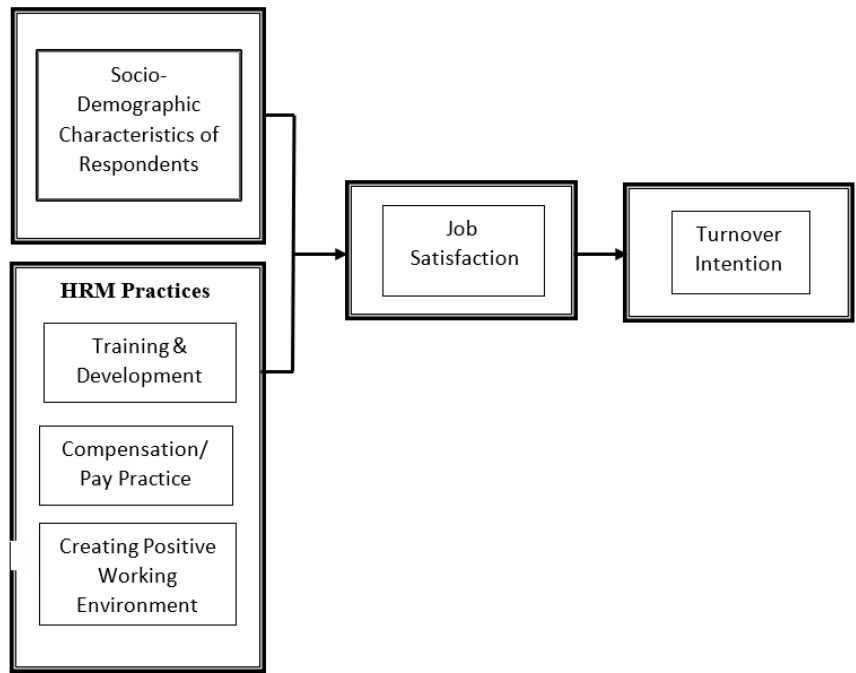 Socio-
Demographic
Characteristics of
Respondents
HRM Practices
Training &
Development
Compensation/
Pay Practice
Creating Positive
Working
Environment
Job
Satisfaction
Turnover
Intention